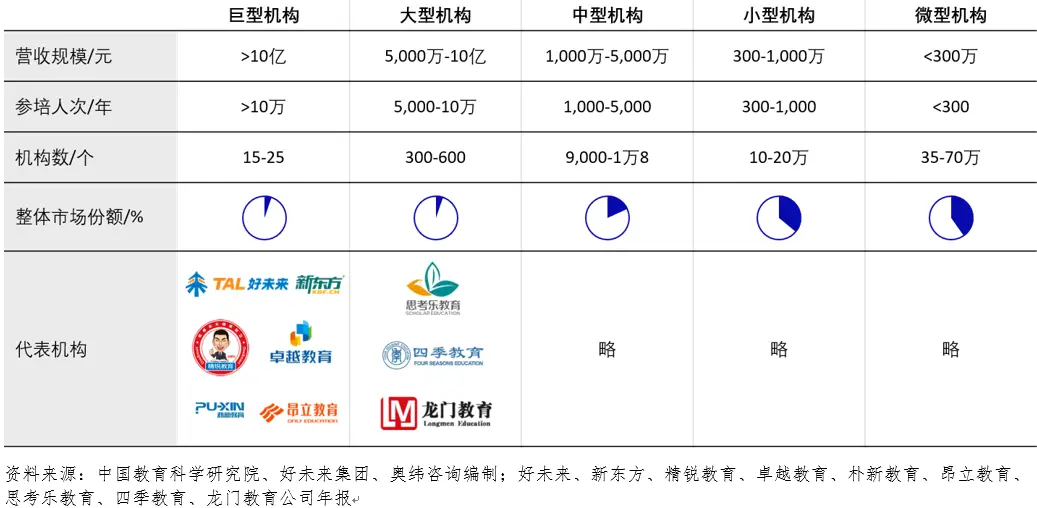 巨型机构 大型机构 中型机构 小型机构 微型机构
营收规模/元 >10亿 5,000万-10亿 1,000万-5,000万 300-1,000万 <300万
参培人次/年 >10万 5,000-10万 1,000-5,000 300-1,000 <300
机构数/个 15-25 300-600 9,000-1万8 10-20万 35-70万
整体市场份额/%
代表机构
TAL 好未来 新东方
XDF.CN
精锐教育
卓越教育
PU·XIN
朴新教育
昂立教育
ONLY EDUCATION
思考乐教育
SCHOLAR EDUCATION
四季教育
FOUR SEASONS EDUCATION
LM 龙门教育
Longmen Education
略 略 略
资料来源：中国教育科学研究院、好未来集团、奥纬咨询编制；好未来、新东方、精锐教育、卓越教育、朴新教育、昂立教育、
思考乐教育、四季教育、龙门教育公司年报